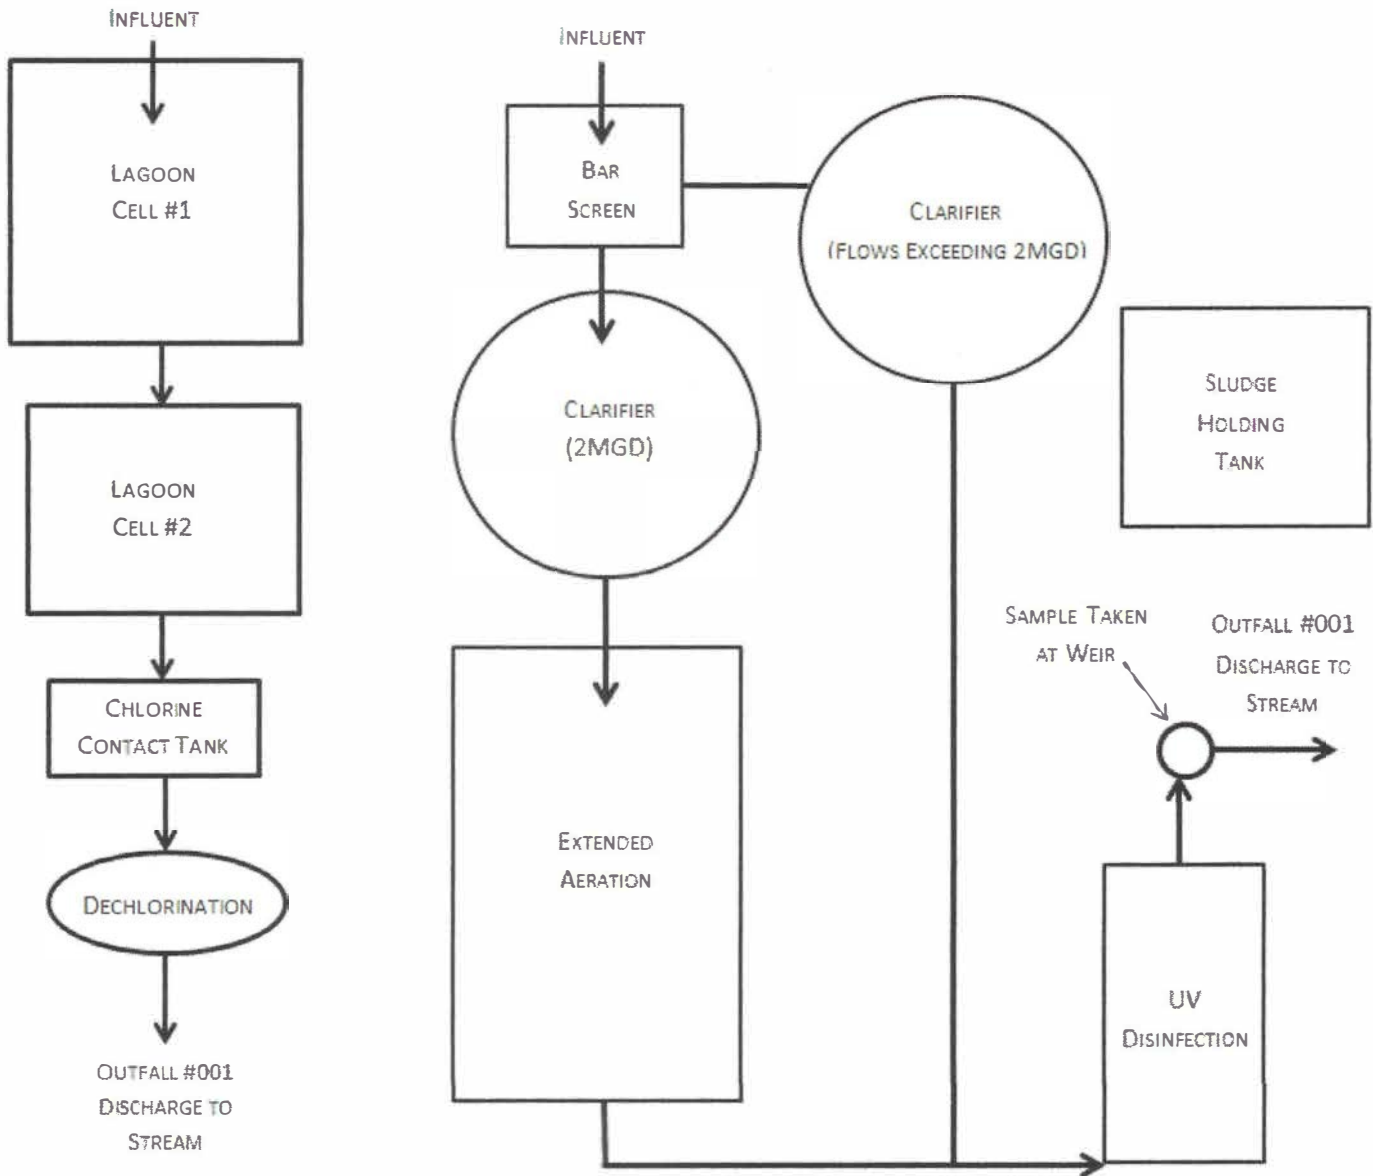 INFLUENT
LAGOON
CELL #1
LAGOON
CELL #2
CHLORINE
CONTACT TANK
DECHLORINATION
OUTFALL #001
DISCHARGE TO
STREAM
INFLUENT
BAR
SCREEN
CLARIFIER
(FLOWS EXCEEDING 2MGD)
CLARIFIER
(2MGD)
EXTENDED
AERATION
SLUDGE
HOLDING
TANK
SAMPLE TAKEN
AT WEIR
OUTFALL #001
DISCHARGE TO
STREAM
UV
DISINFECTION